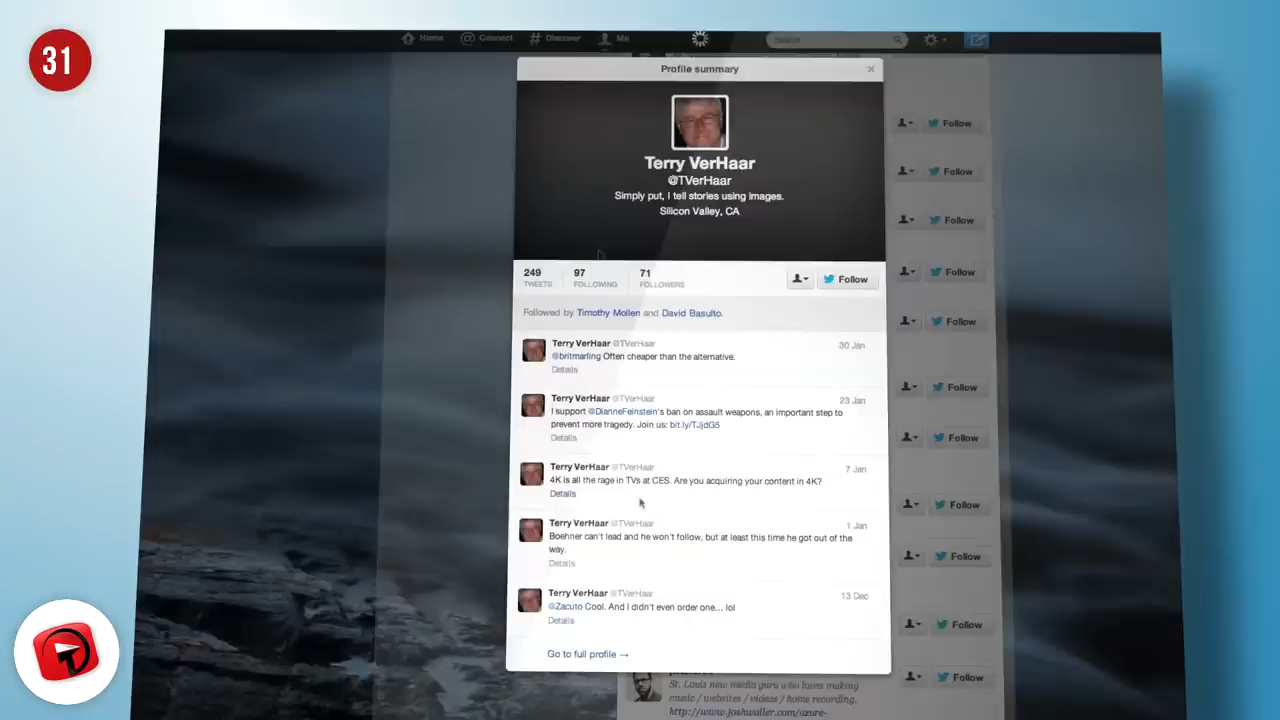 31
Home
Connect
Discover
Me
Search
Profile summary
Terry VerHaar
@TVerHaar
Simply put, I tell stories using images.
Silicon Valley, CA
249
TWEETS
97
FOLLOWING
71
FOLLOWERS
Follow
Followed by Timothy Mollen and David Basulto.
Terry VerHaar @TVerHaar
30 Jan
@britmarling Often cheaper than the alternative.
Details
Terry VerHaar @TVerHaar
23 Jan
I support @DianneFeinstein's ban on assault weapons, an important step to
prevent more tragedy. Join us: bit.ly/TJjdG5
Details
Terry VerHaar @TVerHaar
7 Jan
4K is all the rage in TVs at CES. Are you acquiring your content in 4K?
Details
Terry VerHaar @TVerHaar
1 Jan
Boehner can't lead and he won't follow, but at least this time he got out of the
way.
Details
Terry VerHaar @TVerHaar
13 Dec
@Zacuto Cool. And I didn't even order one... lol
Details
Go to full profile →
Follow
Follow
Follow
Follow
Follow
Follow
Follow
Follow
Follow
Follow
Follow
St. Louis new media guru who loves making
music / websites / videos / home recording.
http://www.joshwaller.com/azure-